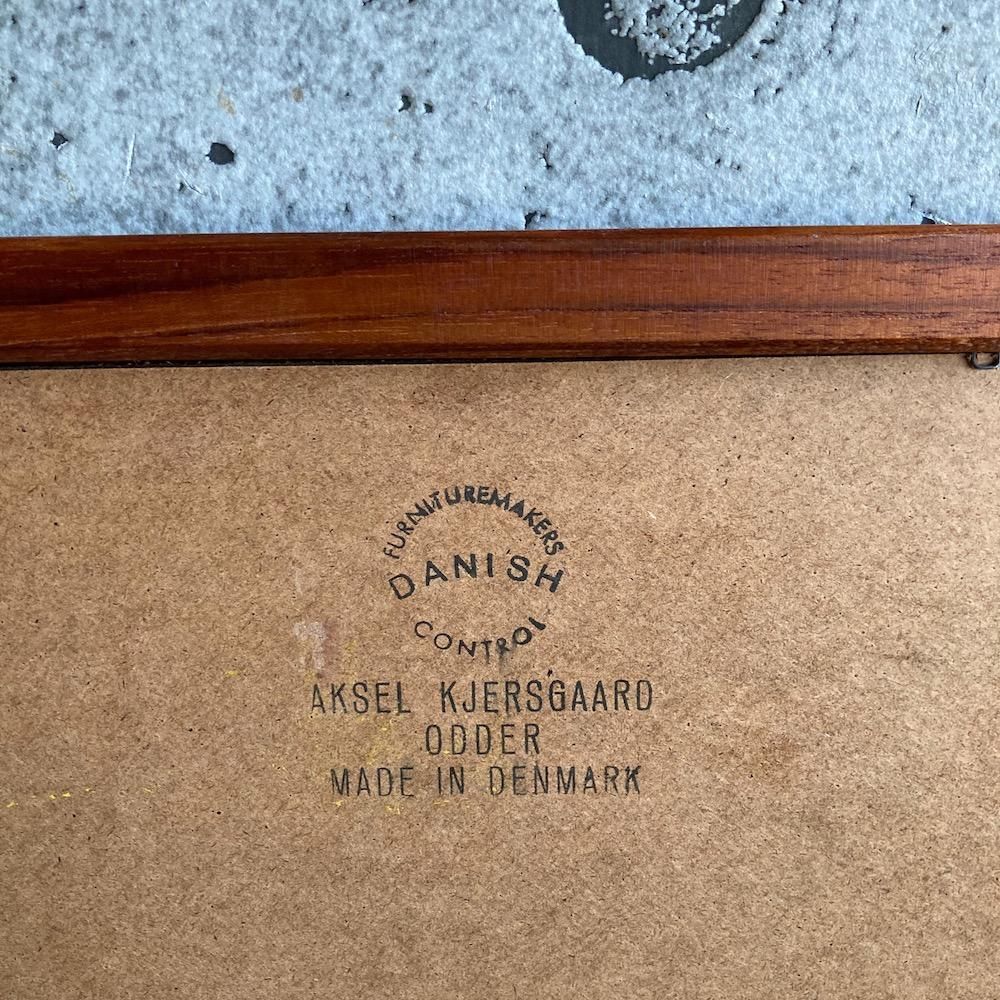 FURNITUREMAKERS
DANISH
CONTROL
AKSEL KJERSGAARD
ODDER
MADE IN DENMARK